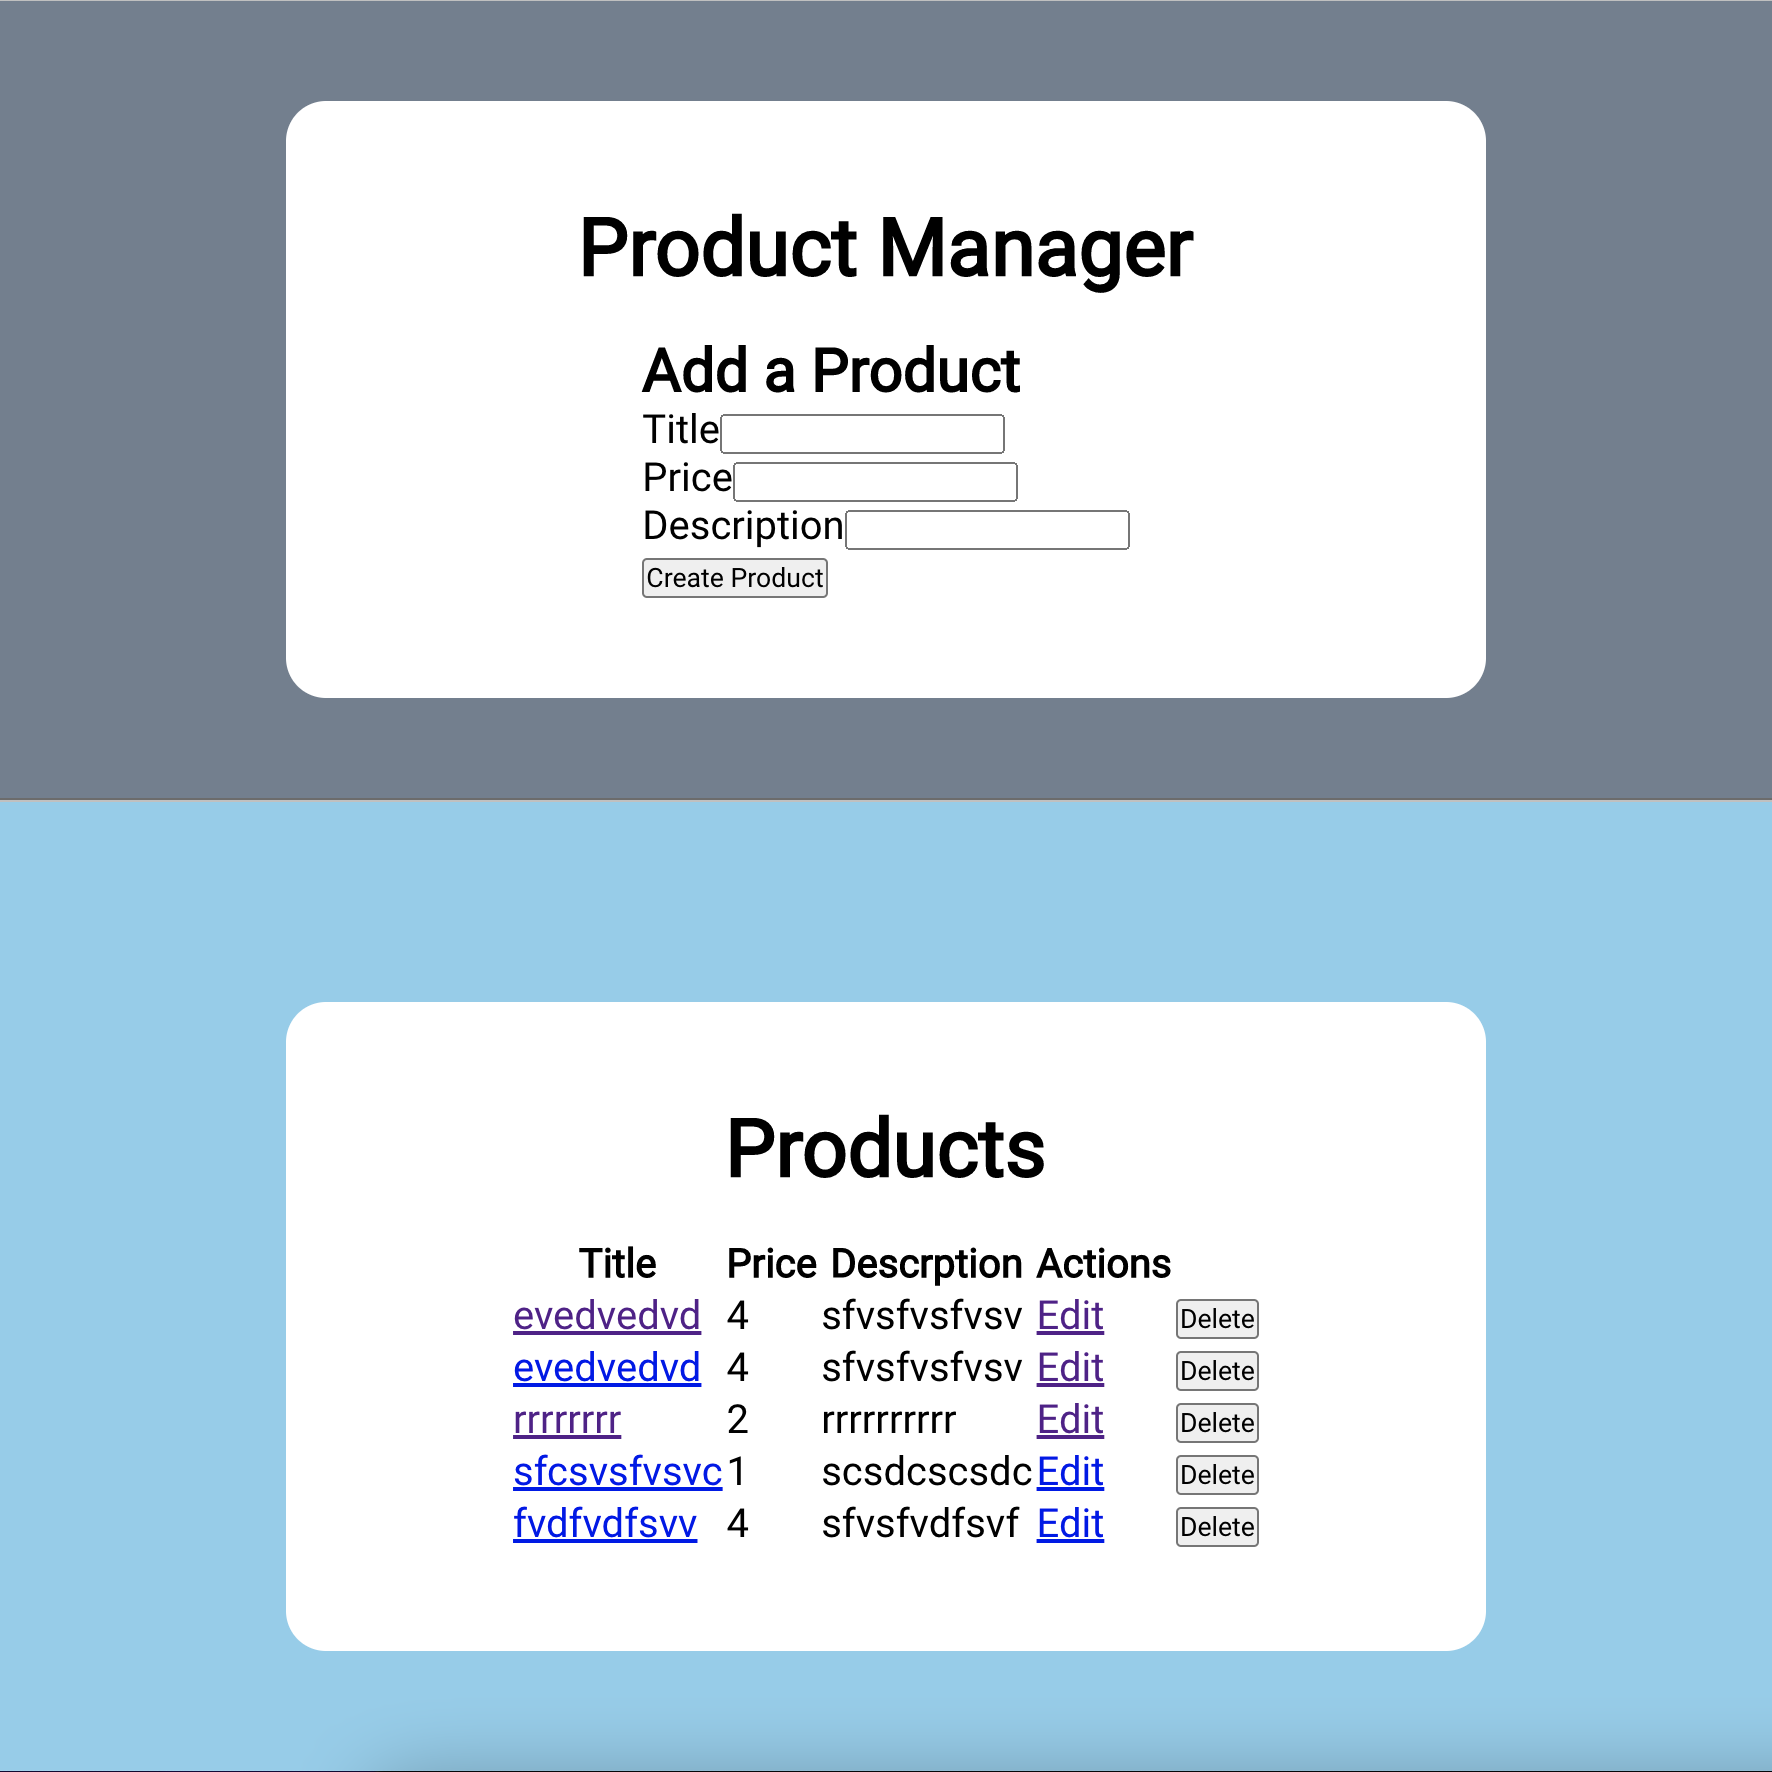 Product Manager
Add a Product
Title
Price
Description
Create Product
Products
Title Price Descrption Actions
evedvedvd 4 sfvsfvsfvsv Edit Delete
evedvedvd 4 sfvsfvsfvsv Edit Delete
rrrrrrrr 2 rrrrrrrrrr Edit Delete
sfcsvsfvsvc 1 scsdcscsdc Edit Delete
fvdfvdfsvv 4 sfvsfvdfsvf Edit Delete